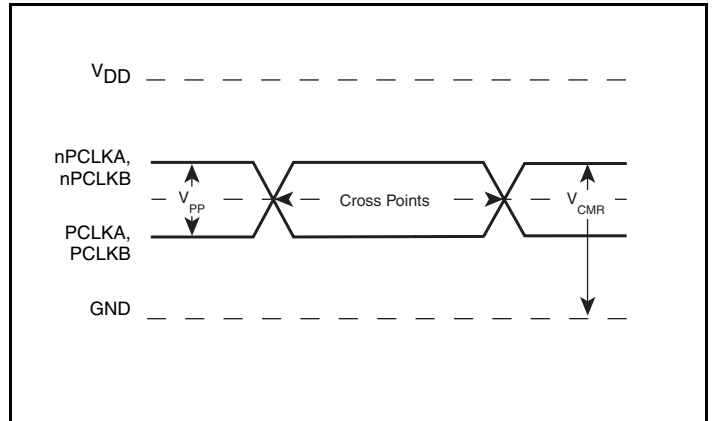 VDD
nPCLKA,
nPCLKB
VPP
Cross Points
VCMR
PCLKA,
PCLKB
GND